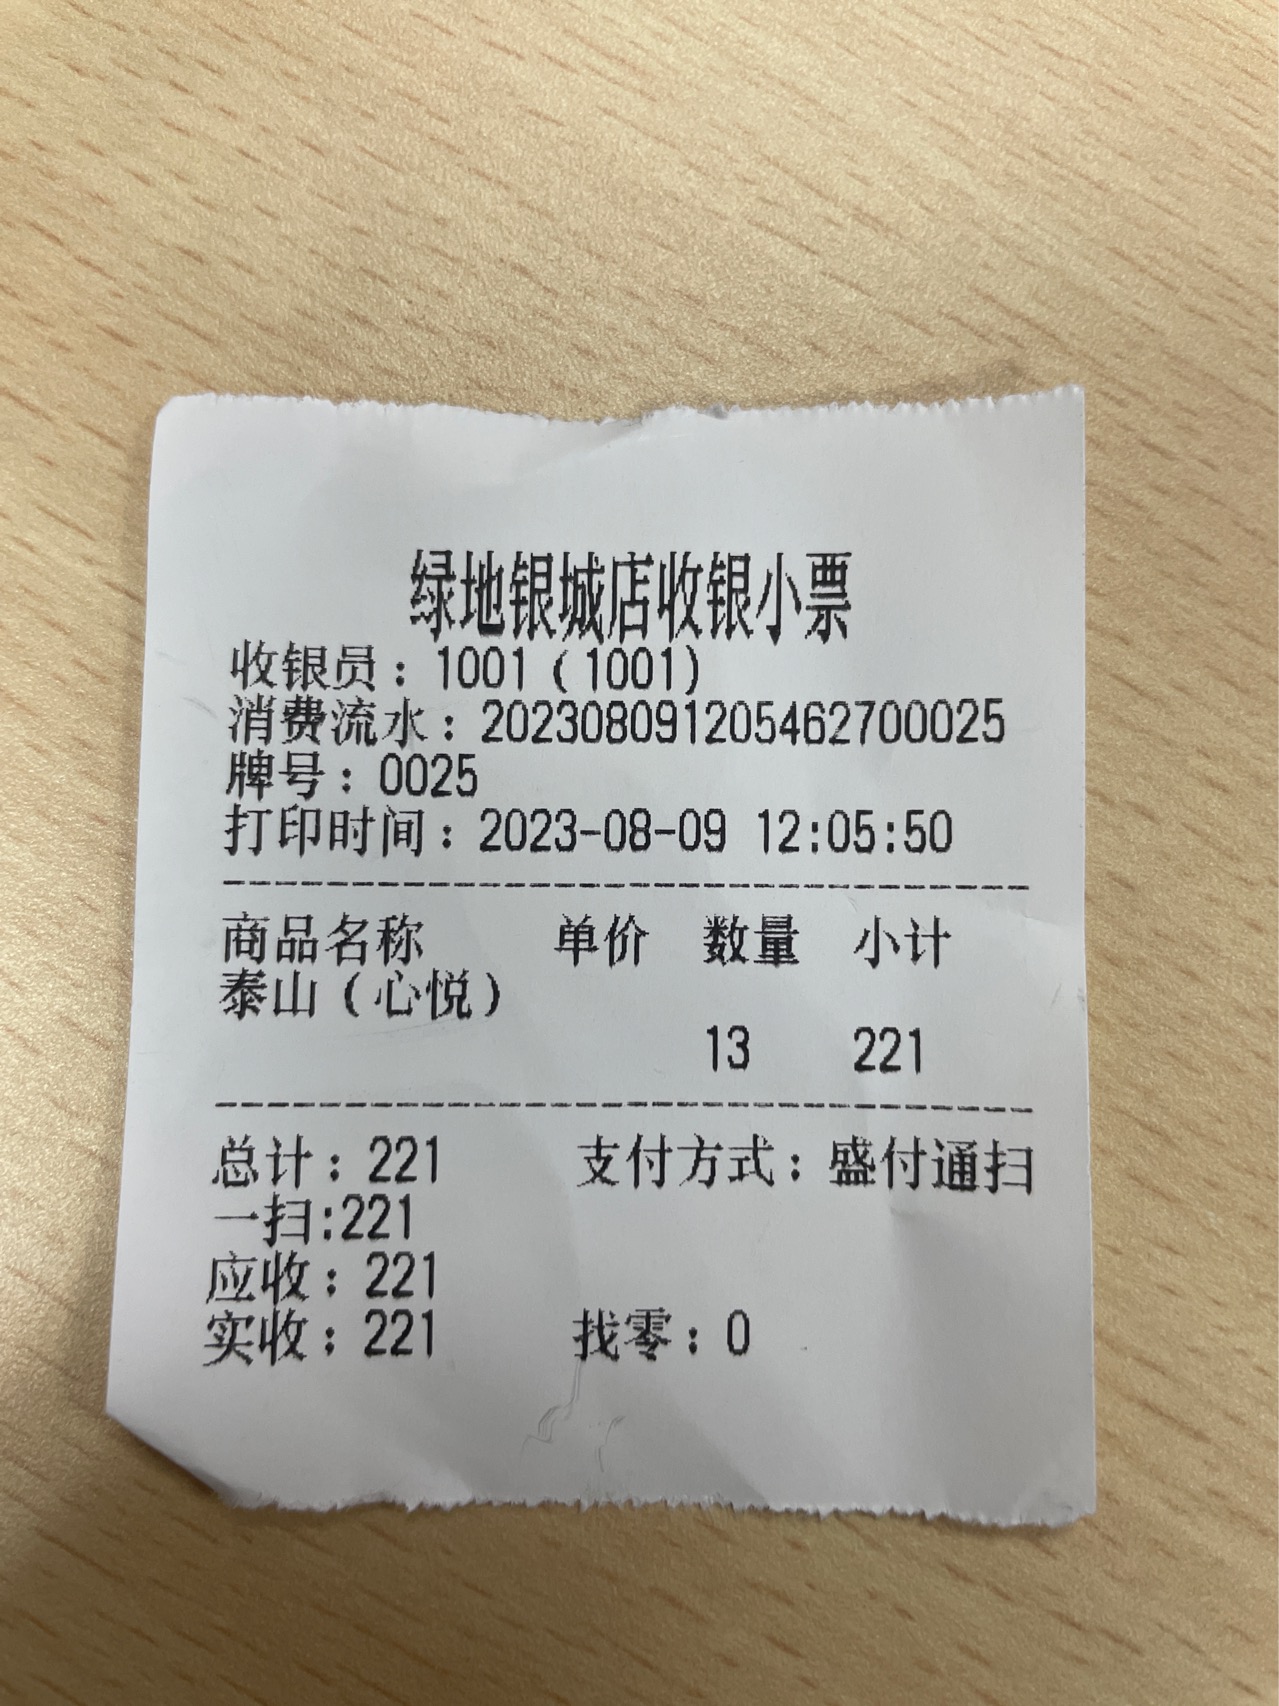 绿地银城店收银小票
收银员：1001（1001）
消费流水：202308091205462700025
牌号：0025
打印时间：2023-08-09 12:05:50
商品名称 单价 数量 小计
泰山（心悦）
13 221
总计：221 支付方式：盛付通扫
一扫:221
应收：221
实收：221 找零：0